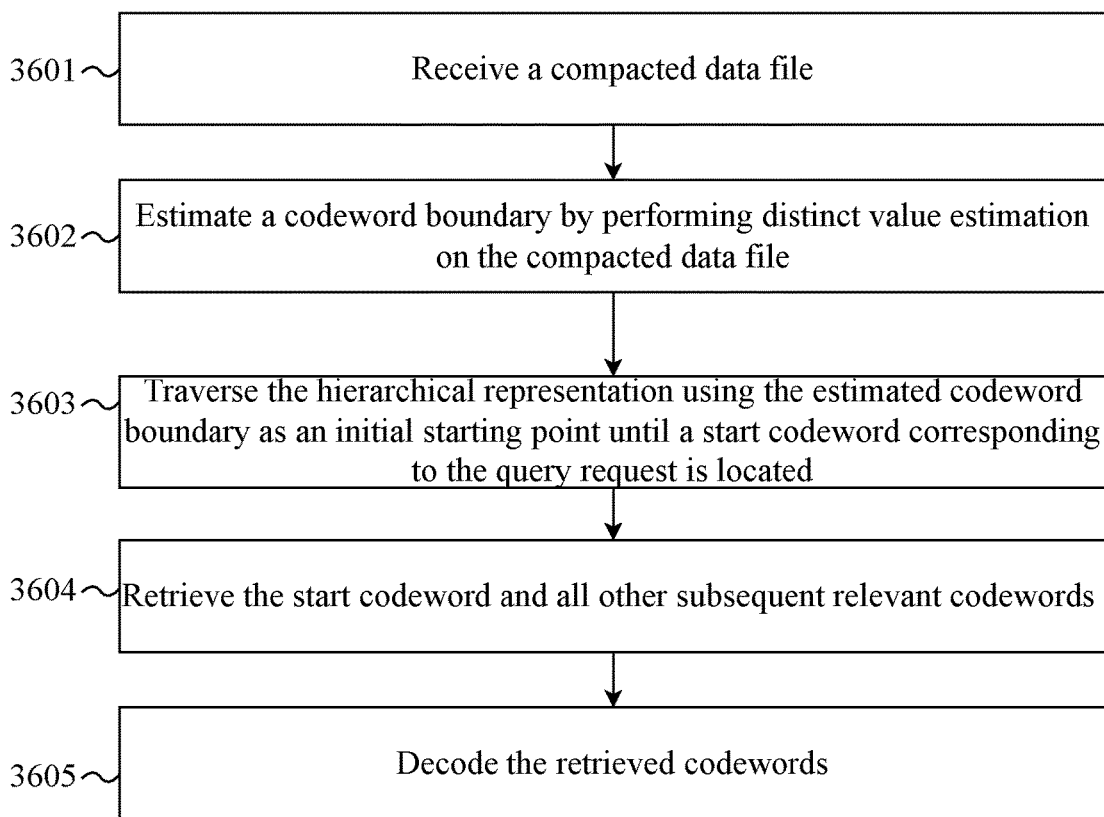 3601
Receive a compacted data file
3602
Estimate a codeword boundary by performing distinct value estimation
on the compacted data file
3603
Traverse the hierarchical representation using the estimated codeword
boundary as an initial starting point until a start codeword corresponding
to the query request is located
3604
Retrieve the start codeword and all other subsequent relevant codewords
3605
Decode the retrieved codewords